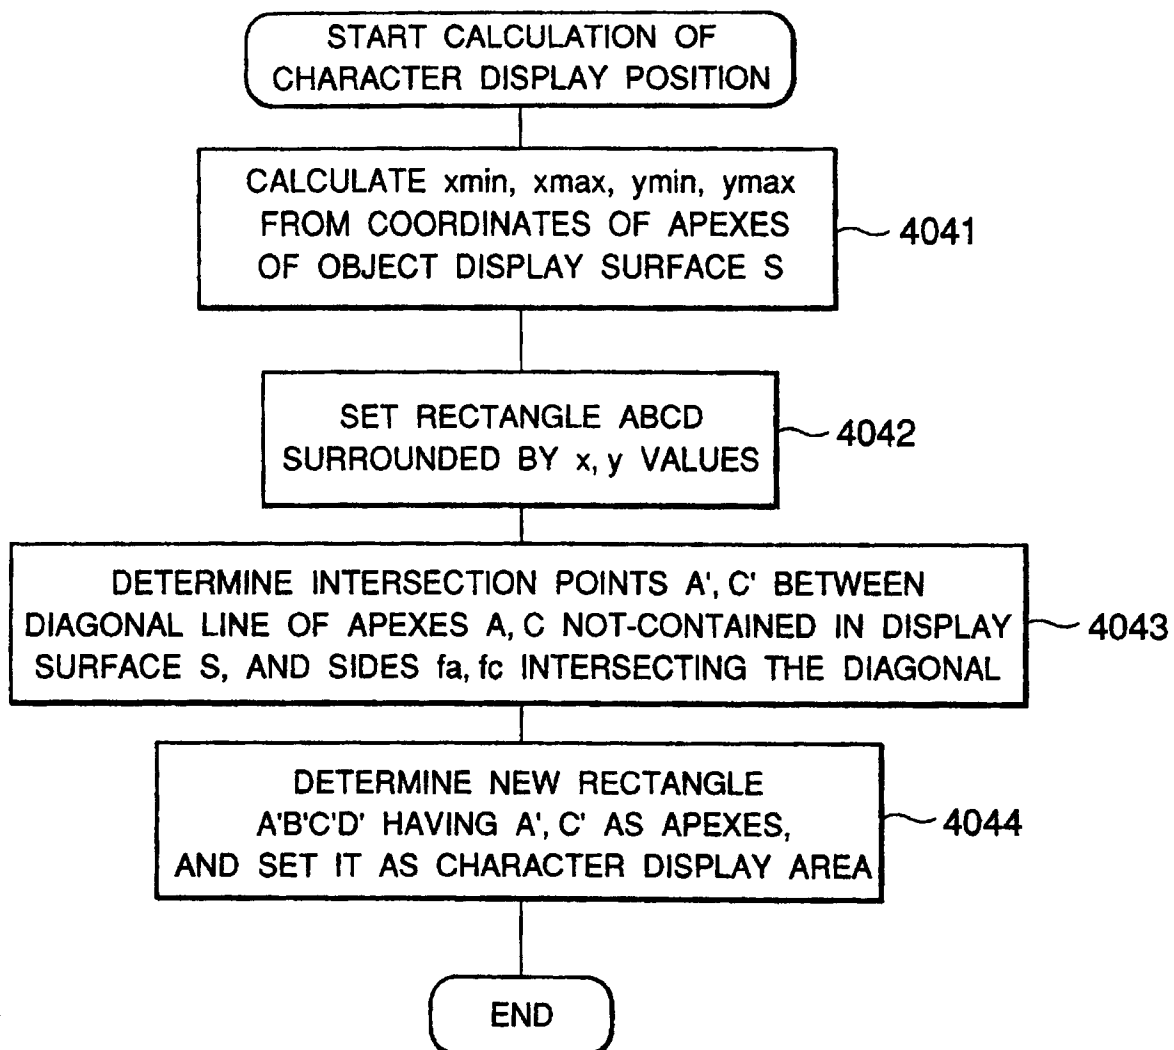 START CALCULATION OF
CHARACTER DISPLAY POSITION
CALCULATE xmin, xmax, ymin, ymax
FROM COORDINATES OF APEXES
OF OBJECT DISPLAY SURFACE S
4041
SET RECTANGLE ABCD
SURROUNDED BY x, y VALUES
4042
DETERMINE INTERSECTION POINTS A', C' BETWEEN
DIAGONAL LINE OF APEXES A, C NOT-CONTAINED IN DISPLAY
SURFACE S, AND SIDES fa, fc INTERSECTING THE DIAGONAL
4043
DETERMINE NEW RECTANGLE
A'B'C'D' HAVING A', C' AS APEXES,
AND SET IT AS CHARACTER DISPLAY AREA
4044
END